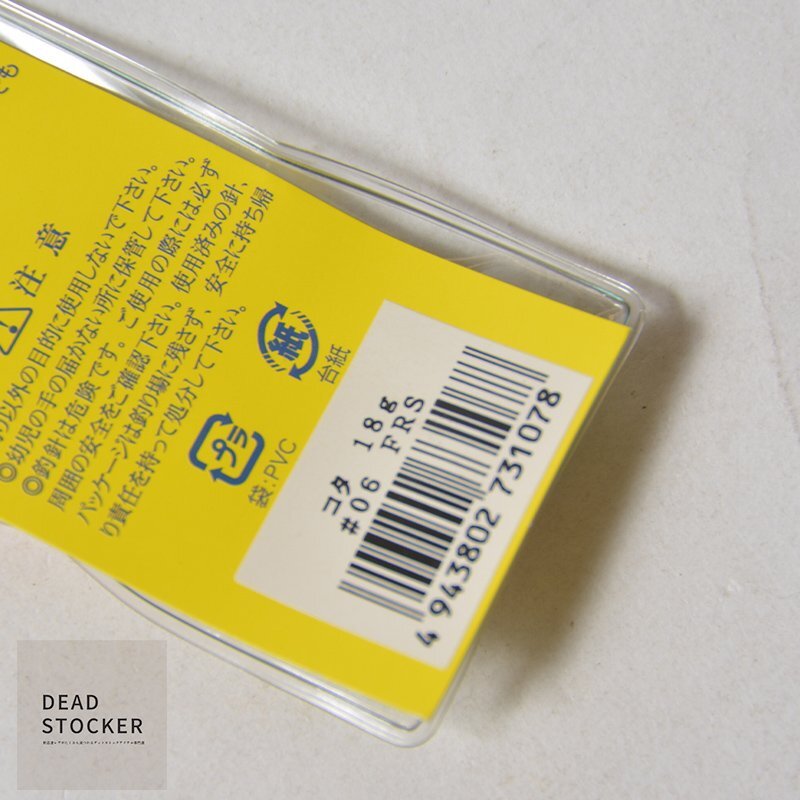 でも
注意
り以外の目的に使用しないで下さい。
◎幼児の手の届かない所に保管して下さい。
◎釣針は危険です。ご使用の際には必ず
周囲の安全をご確認下さい。使用済みの針、
パッケージは釣り場に残さず、安全に持ち帰
り責任を持って処分して下さい。
プラ
袋:PVC
紙
台紙
コタ 18g
#06 FRS
4 943802 731078
DEAD
STOCKER